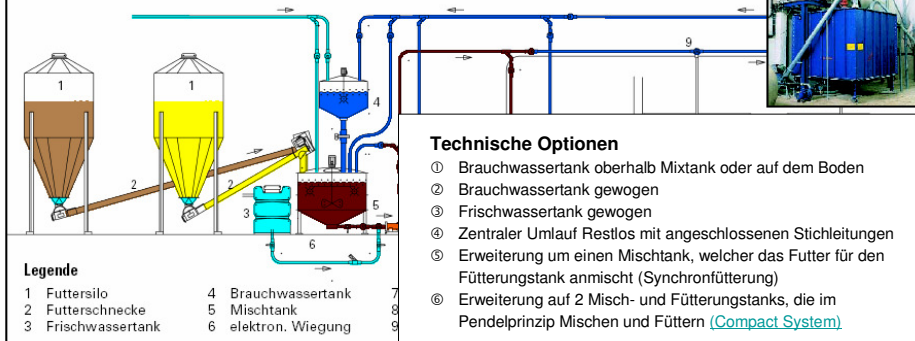 9
1
1
4
2
2
3
5
6
Legende
1 Futtersilo
2 Futterschnecke
3 Frischwassertank
4 Brauchwassertank
5 Mischtank
6 elektron. Wiegung
7
8
9
Technische Optionen
① Brauchwassertank oberhalb Mixtank oder auf dem Boden
② Brauchwassertank gewogen
③ Frischwassertank gewogen
④ Zentraler Umlauf Restlos mit angeschlossenen Stichleitungen
⑤ Erweiterung um einen Mischtank, welcher das Futter für den
Fütterungstank anmischt (Synchronfütterung)
⑥ Erweiterung auf 2 Misch- und Fütterungstanks, die im
Pendelprinzip Mischen und Füttern (Compact System)